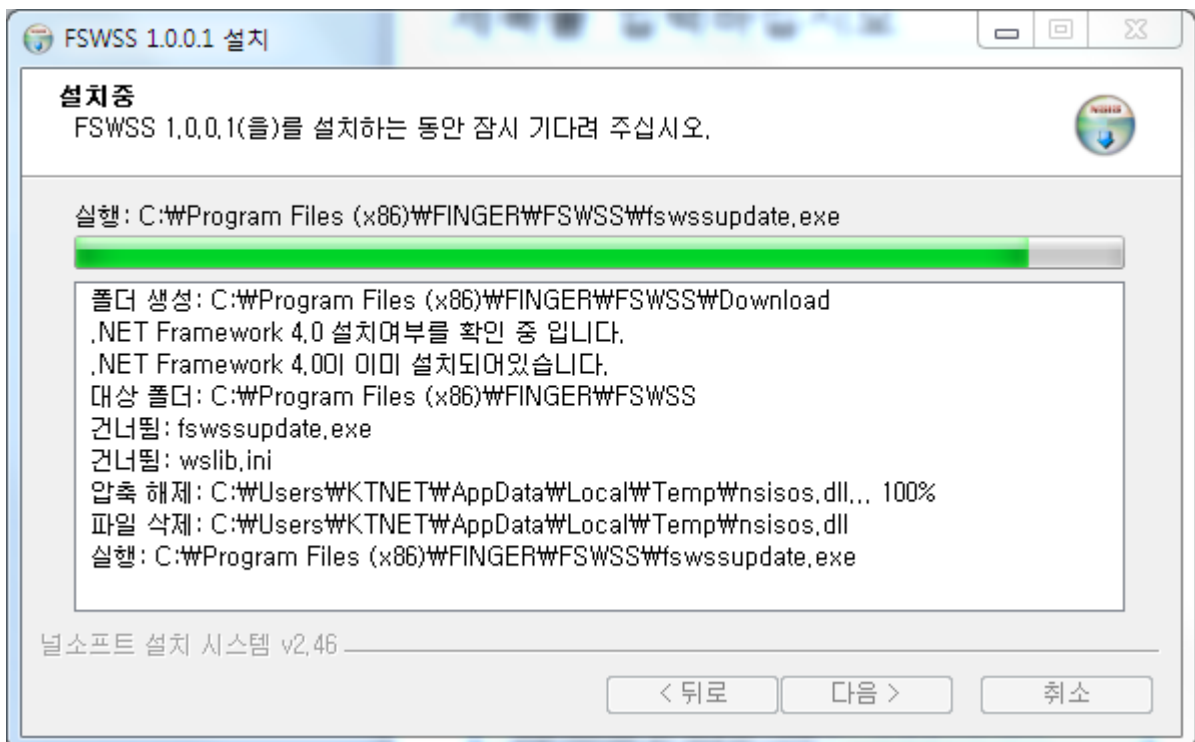 FSWSS 1.0.0.1 설치
설치중
FSWSS 1.0.0.1(을)를 설치하는 동안 잠시 기다려 주십시오.
실행: C:₩Program Files (x86)₩FINGER₩FSWSS₩fswssupdate.exe
폴더 생성: C:₩Program Files (x86)₩FINGER₩FSWSS₩Download
.NET Framework 4.0 설치여부를 확인 중 입니다.
.NET Framework 4.0이 이미 설치되어있습니다.
대상 폴더: C:₩Program Files (x86)₩FINGER₩FSWSS
건너뜀: fswssupdate.exe
건너뜀: wslib.ini
압축 해제: C:₩Users₩KTNET₩AppData₩Local₩Temp₩nsisos.dll... 100%
파일 삭제: C:₩Users₩KTNET₩AppData₩Local₩Temp₩nsisos.dll
실행: C:₩Program Files (x86)₩FINGER₩FSWSS₩fswssupdate.exe
널소프트 설치 시스템 v2.46
< 뒤로 다음 > 취소